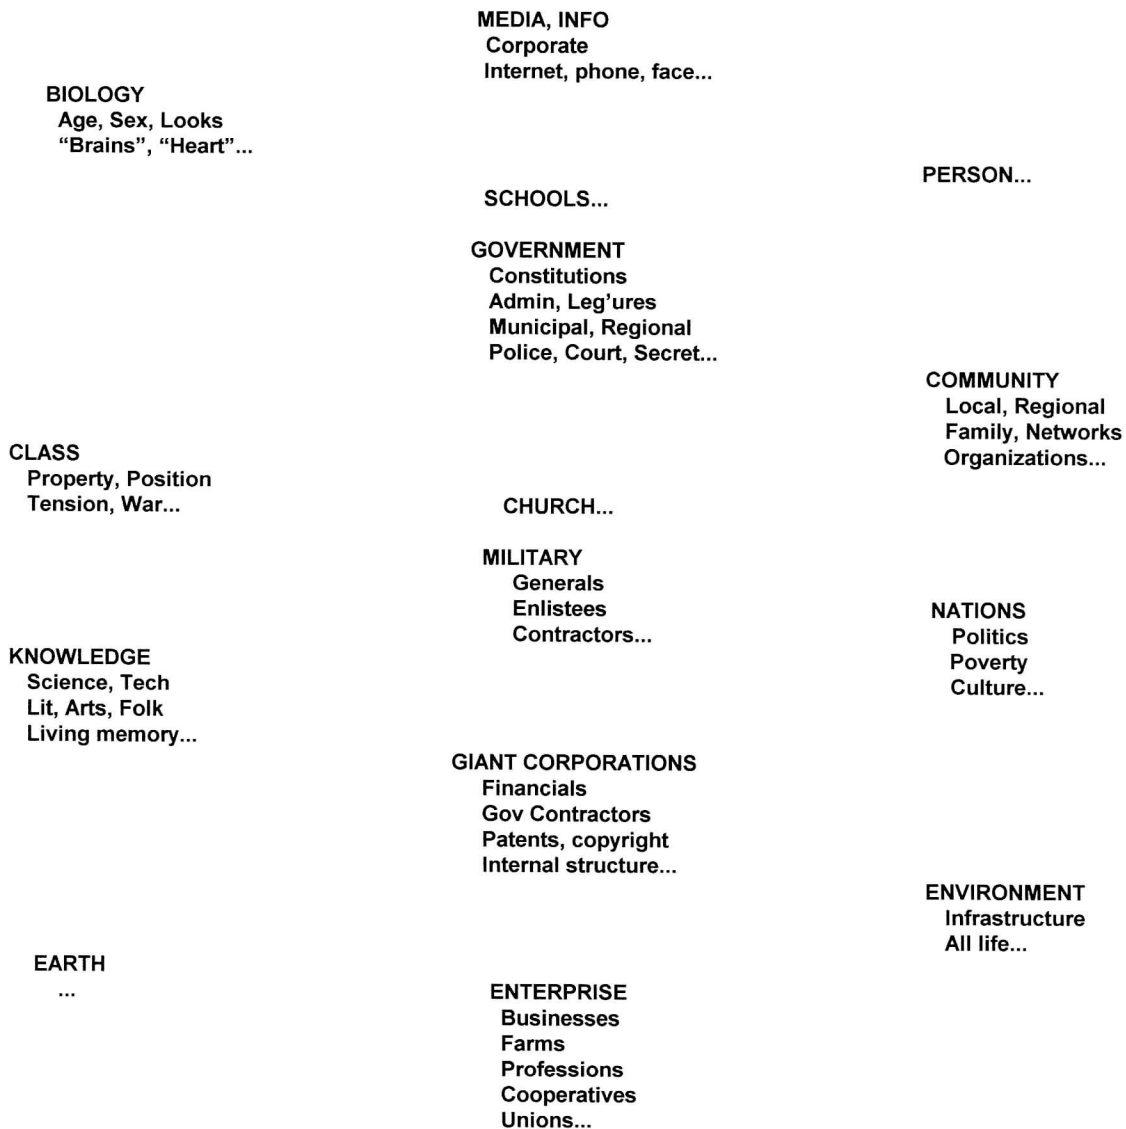 MEDIA, INFO
Corporate
Internet, phone, face...
BIOLOGY
Age, Sex, Looks
“Brains”, “Heart”...
PERSON...
SCHOOLS...
GOVERNMENT
Constitutions
Admin, Leg’ures
Municipal, Regional
Police, Court, Secret...
COMMUNITY
Local, Regional
Family, Networks
Organizations...
CLASS
Property, Position
Tension, War...
CHURCH...
MILITARY
Generals
Enlistees
Contractors...
NATIONS
Politics
Poverty
Culture...
KNOWLEDGE
Science, Tech
Lit, Arts, Folk
Living memory...
GIANT CORPORATIONS
Financials
Gov Contractors
Patents, copyright
Internal structure...
ENVIRONMENT
Infrastructure
All life...
EARTH
...
ENTERPRISE
Businesses
Farms
Professions
Cooperatives
Unions...